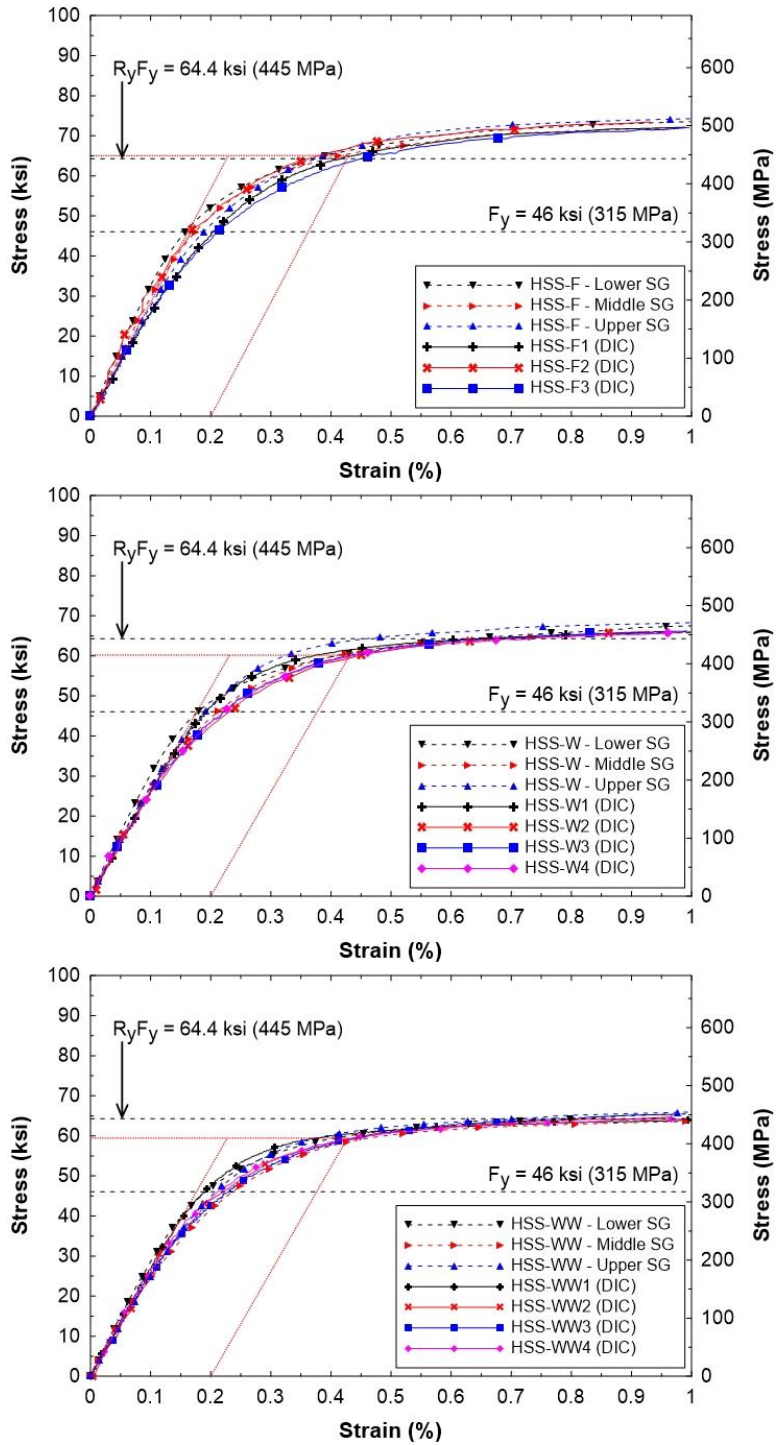 100
90
80
70
60
50
40
30
20
10
0
Stress (ksi)
RyFy = 64.4 ksi (445 MPa)
Fy = 46 ksi (315 MPa)
HSS-F - Lower SG
HSS-F - Middle SG
HSS-F - Upper SG
HSS-F1 (DIC)
HSS-F2 (DIC)
HSS-F3 (DIC)
600
500
400
300
200
100
0
Stress (MPa)
0 0.1 0.2 0.3 0.4 0.5 0.6 0.7 0.8 0.9 1
Strain (%)
100
90
80
70
60
50
40
30
20
10
0
Stress (ksi)
RyFy = 64.4 ksi (445 MPa)
Fy = 46 ksi (315 MPa)
HSS-W - Lower SG
HSS-W - Middle SG
HSS-W - Upper SG
HSS-W1 (DIC)
HSS-W2 (DIC)
HSS-W3 (DIC)
HSS-W4 (DIC)
600
500
400
300
200
100
0
Stress (MPa)
0 0.1 0.2 0.3 0.4 0.5 0.6 0.7 0.8 0.9 1
Strain (%)
100
90
80
70
60
50
40
30
20
10
0
Stress (ksi)
RyFy = 64.4 ksi (445 MPa)
Fy = 46 ksi (315 MPa)
HSS-WW - Lower SG
HSS-WW - Middle SG
HSS-WW - Upper SG
HSS-WW1 (DIC)
HSS-WW2 (DIC)
HSS-WW3 (DIC)
HSS-WW4 (DIC)
600
500
400
300
200
100
0
Stress (MPa)
0 0.1 0.2 0.3 0.4 0.5 0.6 0.7 0.8 0.9 1
Strain (%)